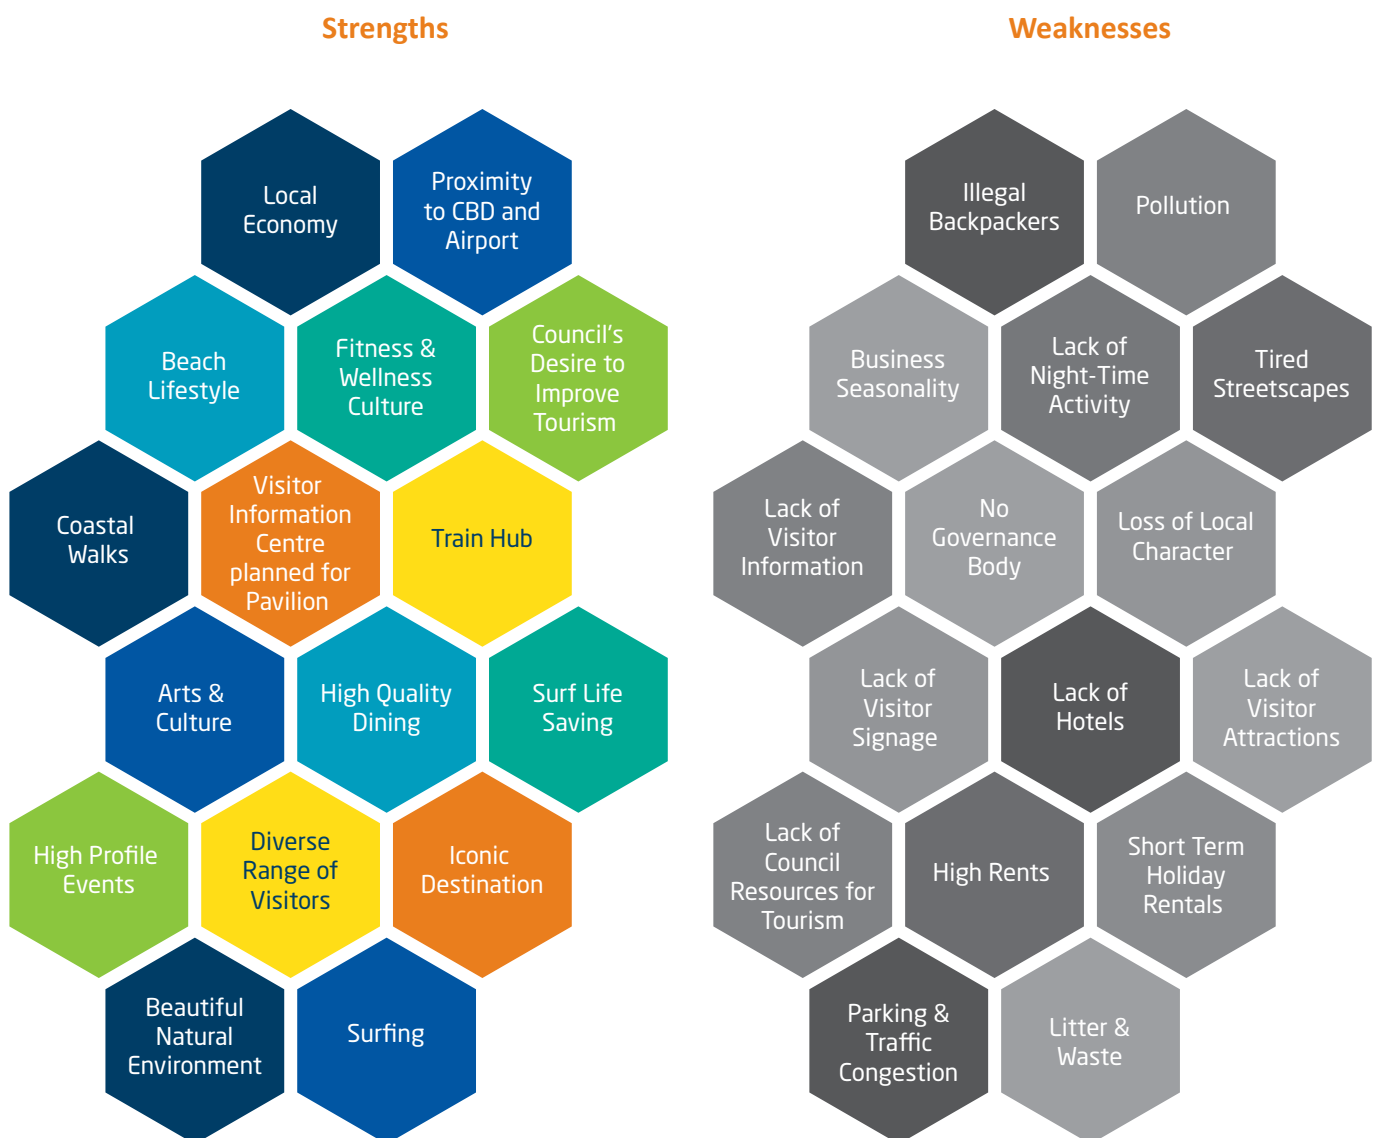 Strengths
Local
Economy
Proximity
to CBD and
Airport
Beach
Lifestyle
Fitness &
Wellness
Culture
Council's
Desire to
Improve
Tourism
Coastal
Walks
Visitor
Information
Centre
planned for
Pavilion
Train Hub
Arts &
Culture
High Quality
Dining
Surf Life
Saving
High Profile
Events
Diverse
Range of
Visitors
Iconic
Destination
Beautiful
Natural
Environment
Surfing
Weaknesses
Illegal
Backpackers
Pollution
Business
Seasonality
Lack of
Night-Time
Activity
Tired
Streetscapes
Lack of
Visitor
Information
No
Governance
Body
Loss of Local
Character
Lack of
Visitor
Signage
Lack of
Hotels
Lack of
Visitor
Attractions
Lack of
Council
Resources for
Tourism
High Rents
Short Term
Holiday
Rentals
Parking &
Traffic
Congestion
Litter &
Waste